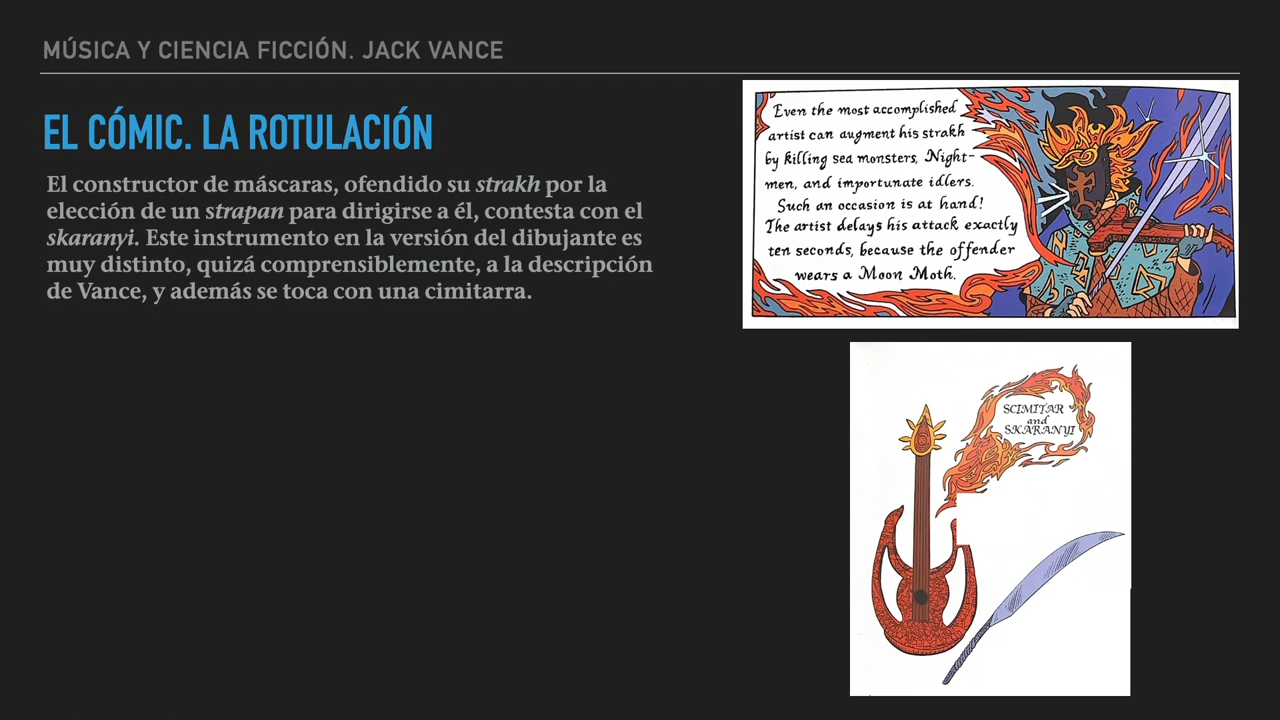 MÚSICA Y CIENCIA FICCIÓN. JACK VANCE
EL CÓMIC. LA ROTULACIÓN
El constructor de máscaras, ofendido su strakh por la
elección de un strapan para dirigirse a él, contesta con el
skaranyi. Este instrumento en la versión del dibujante es
muy distinto, quizá comprensiblemente, a la descripción
de Vance, y además se toca con una cimitarra.
Even the most accomplished
artist can augment his strakh
by killing sea monsters, Night-
men, and importunate idlers.
Such an occasion is at hand!
The artist delays his attack exactly
ten seconds, because the offender
wears a Moon Moth.
SCIMITAR
and
SKARANYI